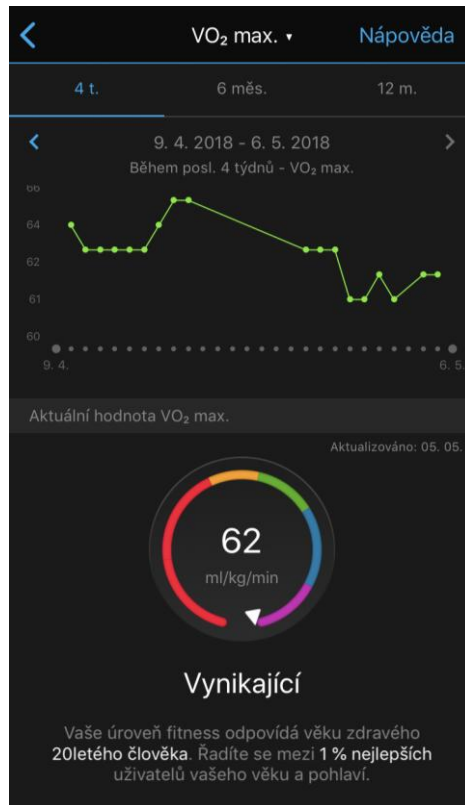 VO₂ max. ▾ Nápověda
4 t. 6 měs. 12 m.
9. 4. 2018 - 6. 5. 2018
Během posl. 4 týdnů - VO₂ max.
66
64
62
61
60
9. 4. 6. 5.
Aktuální hodnota VO₂ max.
Aktualizováno: 05. 05.
62
ml/kg/min
Vynikající
Vaše úroveň fitness odpovídá věku zdravého
20letého člověka. Řadíte se mezi 1 % nejlepších
uživatelů vašeho věku a pohlaví.